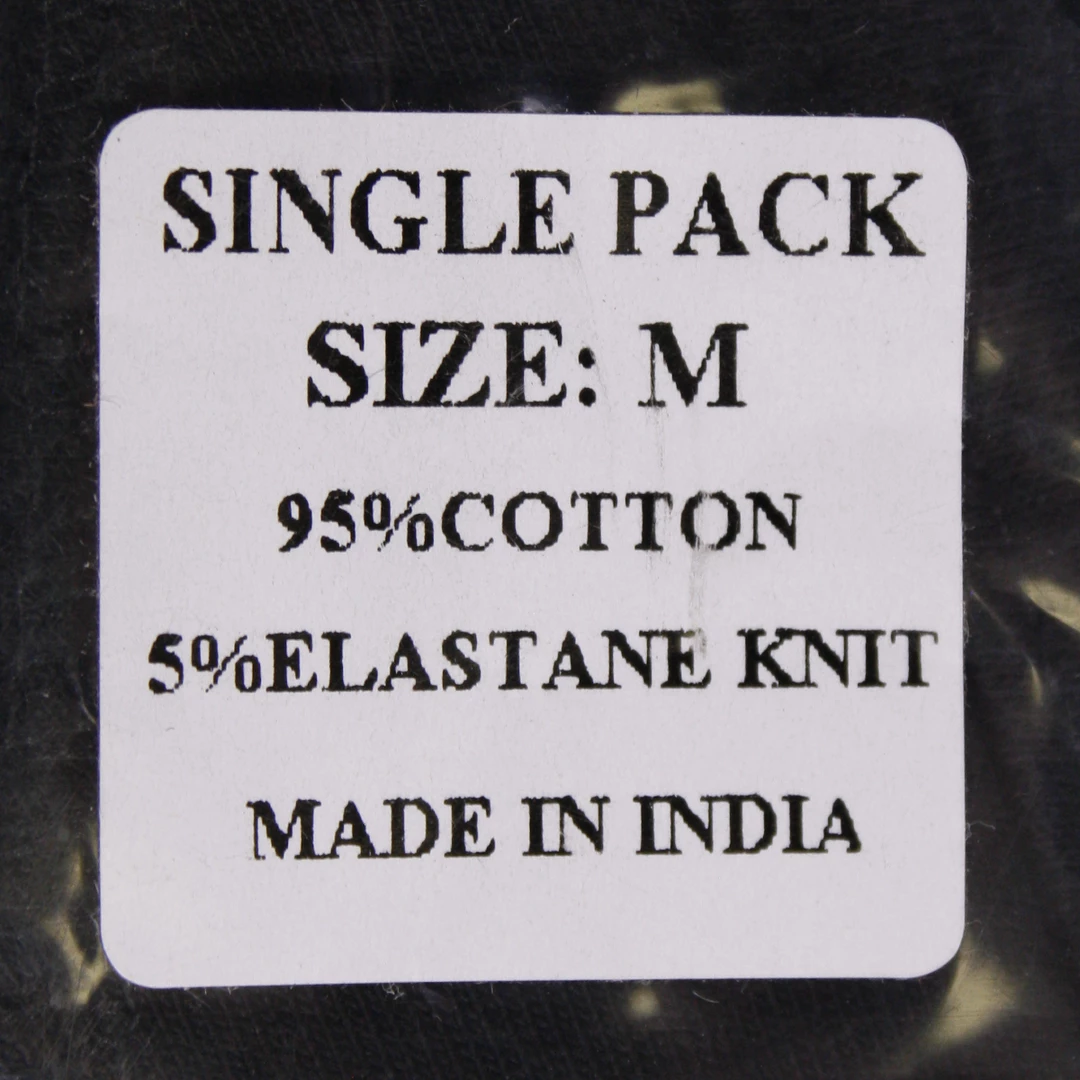 SINGLE PACK
SIZE: M
95%COTTON
5%ELASTANE KNIT
MADE IN INDIA